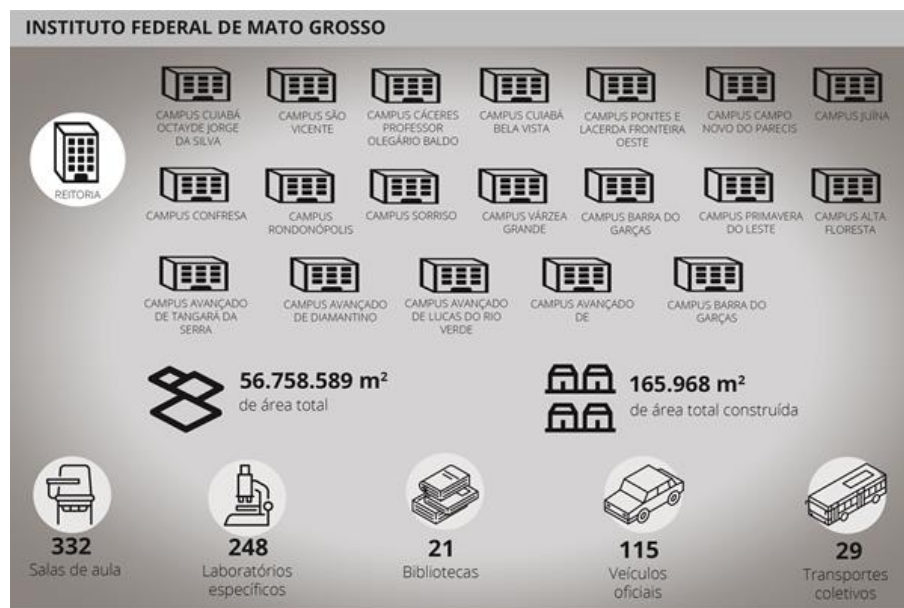 INSTITUTO FEDERAL DE MATO GROSSO
CAMPUS CUIABÁ
OCTAYDE JORGE
DA SILVA
CAMPUS SÃO
VICENTE
CAMPUS CÁCERES
PROFESSOR
OLEGÁRIO BALDO
CAMPUS CUIABÁ
BELA VISTA
CAMPUS PONTES E
LACERDA FRONTEIRA
OESTE
CAMPUS CAMPO
NOVO DO PARECIS
CAMPUS JUÍNA
REITORIA
CAMPUS CONFRESA
CAMPUS
RONDONÓPOLIS
CAMPUS SORRISO
CAMPUS VÁRZEA
GRANDE
CAMPUS BARRA DO
GARÇAS
CAMPUS PRIMAVERA
DO LESTE
CAMPUS ALTA
FLORESTA
CAMPUS AVANÇADO
DE TANGARÁ DA
SERRA
CAMPUS AVANÇADO
DE DIAMANTINO
CAMPUS AVANÇADO
DE LUCAS DO RIO
VERDE
CAMPUS AVANÇADO
DE
CAMPUS BARRA DO
GARÇAS
56.758.589 m²
de área total
165.968 m²
de área total construída
332
Salas de aula
248
Laboratórios
específicos
21
Bibliotecas
115
Veículos
oficiais
29
Transportes
coletivos